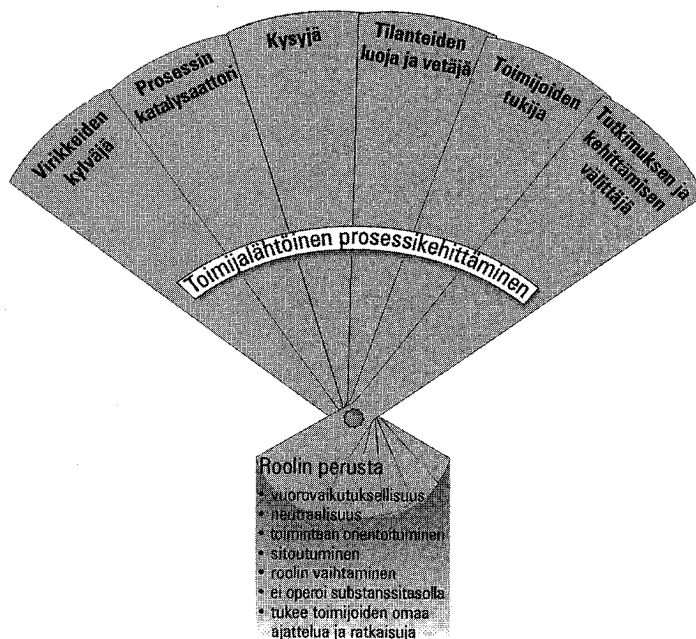 Virikkeiden
kylväjä
Prosessin
katalysaattori
Kysyjä
Tilanteiden
luoja ja vetäjä
Toimijoiden
tukija
Tutkimuksen ja
kehittämisen
välittäjä
Toimijalähtöinen prosessikehittäminen
Roolin perusta
• vuorovaikutuksellisuus
• neutraalisuus
• toimintaan orientoituminen
• sitoutuminen
• roolin vaihtaminen
• ei operoi substanssitasolla
• tukee toimijoiden omaa
ajattelua ja ratkaisuja